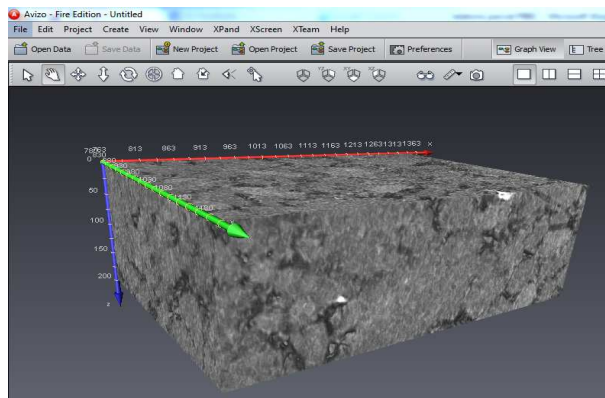 Avizo - Fire Edition - Untitled
File Edit Project Create View Window XPand XScreen XTeam Help
Open Data Save Data New Project Open Project Save Project Preferences Graph View Tree
813 863 913 963 1013 1063 1113 1163 1213 1263 1313 1363 X
0
50
100
150
200
z